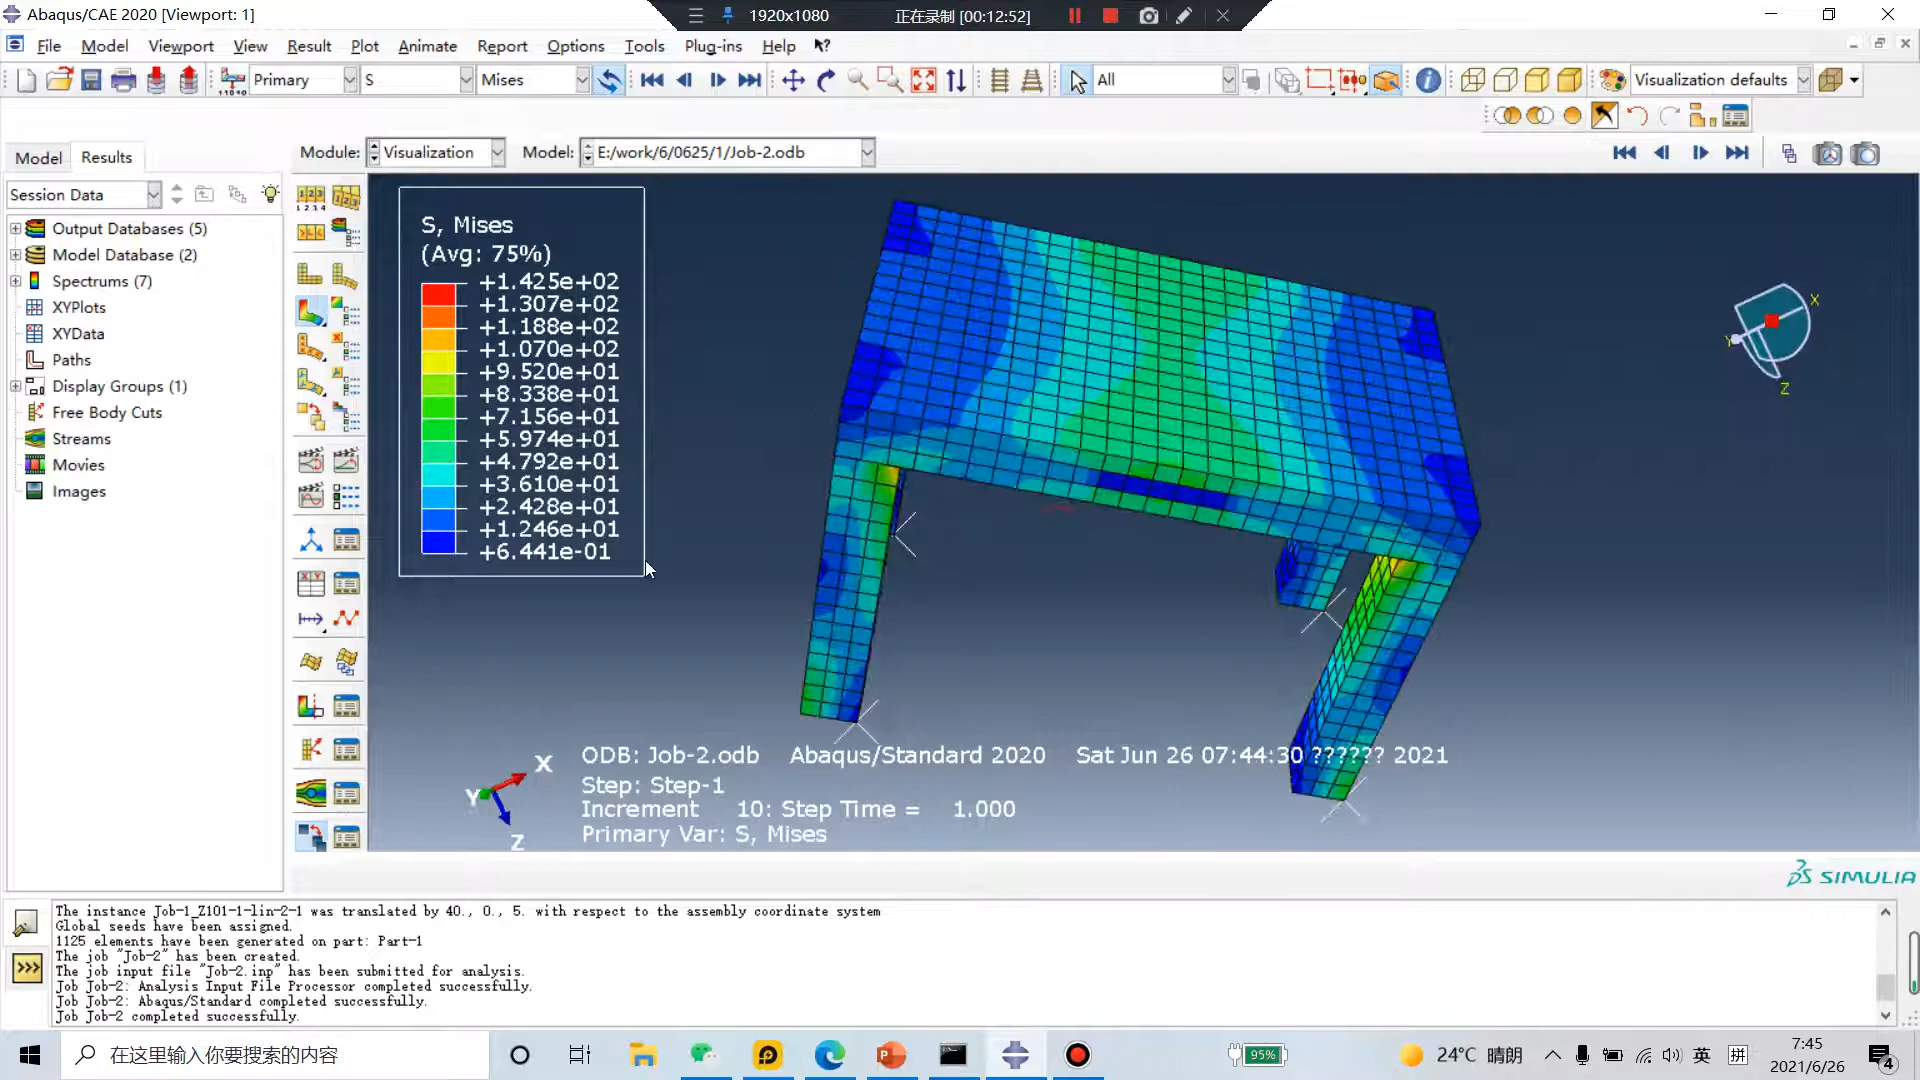 Abaqus/CAE 2020 [Viewport: 1]
1920x1080
正在录制 [00:12:52]
File Model Viewport View Result Plot Animate Report Options Tools Plug-ins Help
Primary S Mises All Visualization defaults
Model Results
Module: Visualization Model: E:/work/6/0625/1/Job-2.odb
Session Data
Output Databases (5)
Model Database (2)
Spectrums (7)
XYPlots
XYData
Paths
Display Groups (1)
Free Body Cuts
Streams
Movies
Images
S, Mises
(Avg: 75%)
+1.425e+02
+1.307e+02
+1.188e+02
+1.070e+02
+9.520e+01
+8.338e+01
+7.156e+01
+5.974e+01
+4.792e+01
+3.610e+01
+2.428e+01
+1.246e+01
+6.441e-01
X
Y
Z
X
Y
Z
ODB: Job-2.odb Abaqus/Standard 2020 Sat Jun 26 07:44:30 ?????? 2021
Step: Step-1
Increment 10: Step Time = 1.000
Primary Var: S, Mises
SIMULIA
The instance Job-1_Z101-1-lin-2-1 was translated by 40., 0., 5. with respect to the assembly coordinate system
Global seeds have been assigned.
1125 elements have been generated on part: Part-1
The job "Job-2" has been created.
The job input file "Job-2.inp" has been submitted for analysis.
Job Job-2: Analysis Input File Processor completed successfully.
Job Job-2: Abaqus/Standard completed successfully.
Job Job-2 completed successfully.
在这里输入你要搜索的内容
95%
24°C 晴朗
英
拼
7:45
2021/6/26
4